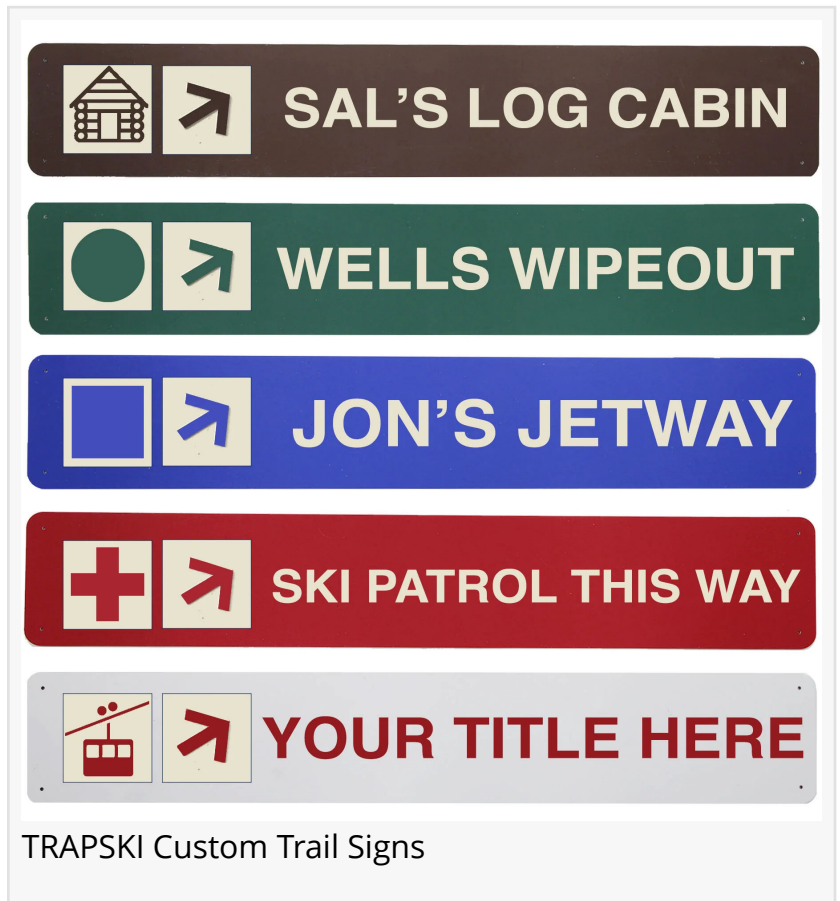 SAL'S LOG CABIN
WELLS WIPEOUT
JON'S JETWAY
SKI PATROL THIS WAY
YOUR TITLE HERE
TRAPSKI Custom Trail Signs